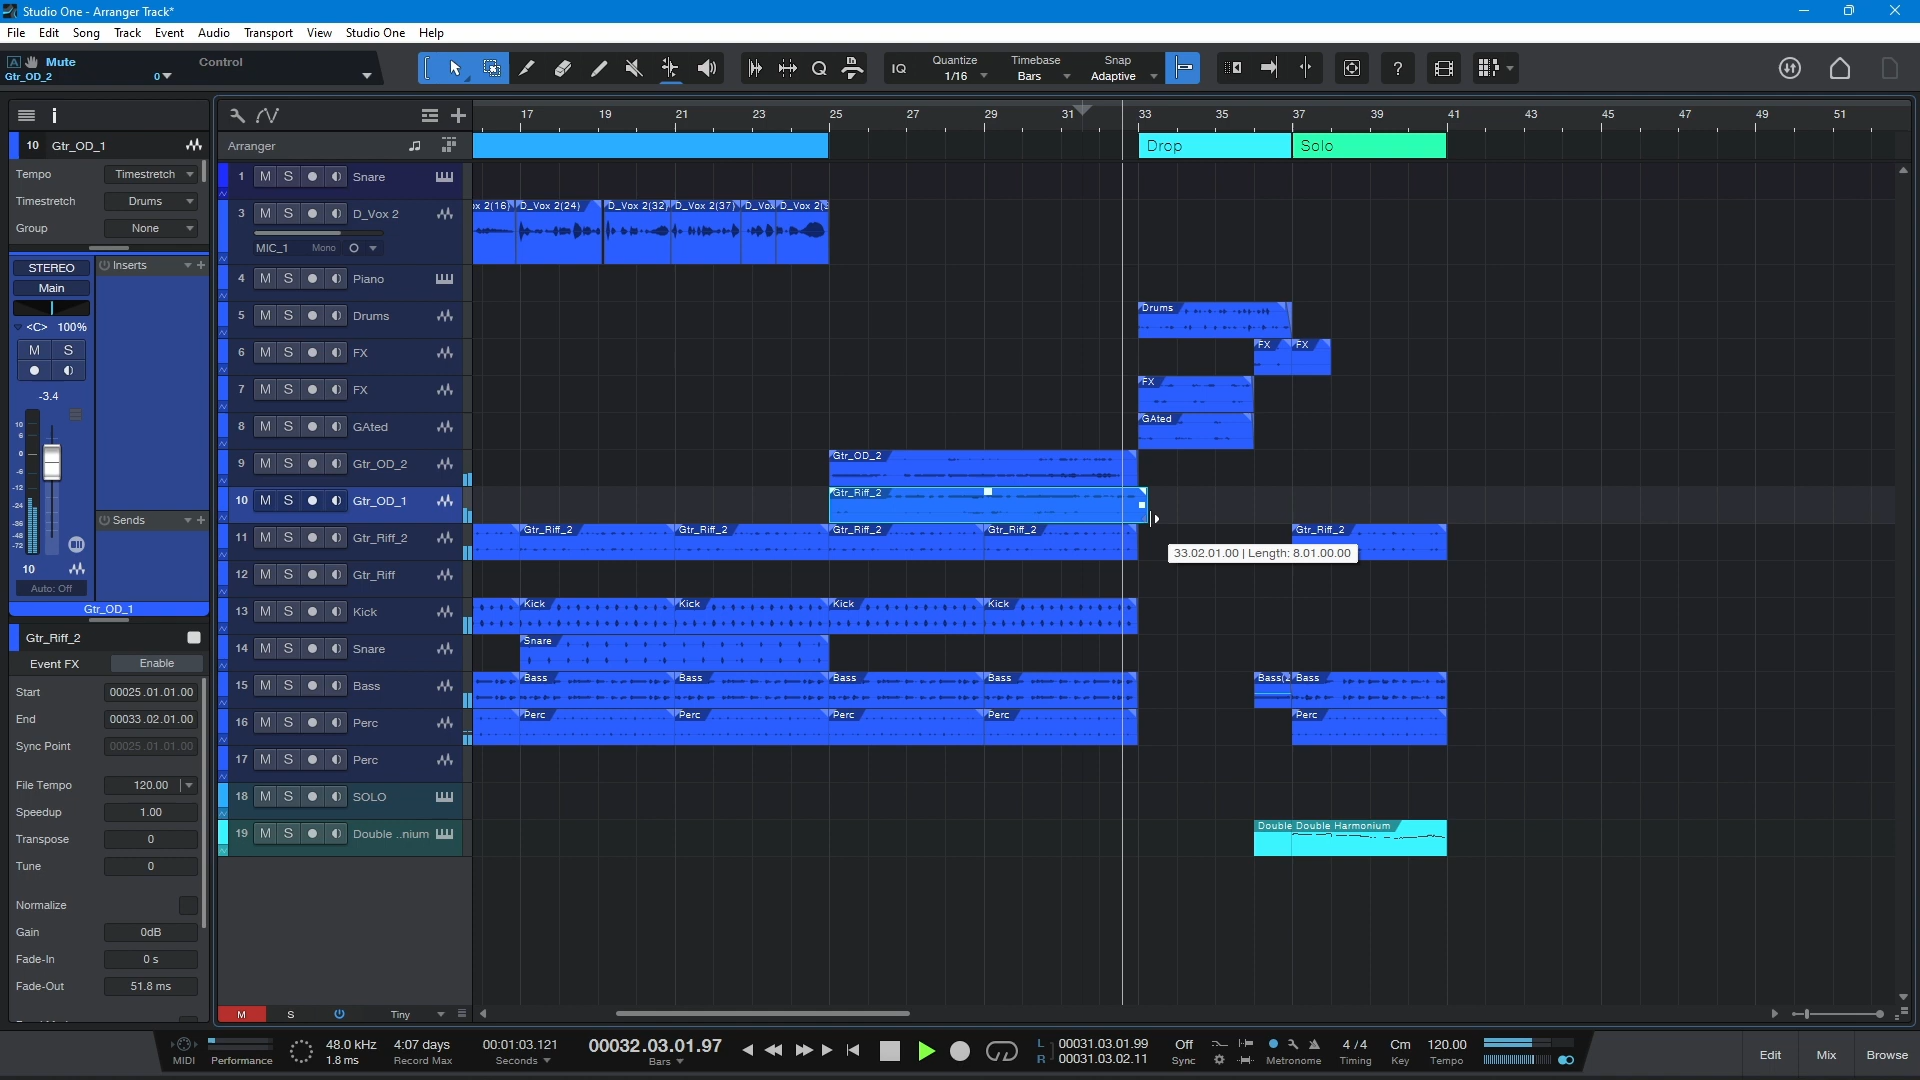 Studio One - Arranger Track*
File Edit Song Track Event Audio Transport View Studio One Help
A Mute Control
Gtr_OD_2 0
IQ Quantize 1/16 Timebase Bars Snap Adaptive ?
17 19 21 23 25 27 29 31 33 35 37 39 41 43 45 47 49 51
Arranger
Drop Solo
10 Gtr_OD_1
Tempo Timestretch
Timestretch Drums
Group None
STEREO Inserts
Main
<C> 100%
M S
-3.4
10
6
0
-6
-12
-24
-36
-48
-72
Sends
10
Auto: Off
Gtr_OD_1
Gtr_Riff_2
Event FX Enable
Start 00025.01.01.00
End 00033.02.01.00
Sync Point 00025.01.01.00
File Tempo 120.00
Speedup 1.00
Transpose 0
Tune 0
Normalize
Gain 0dB
Fade-In 0 s
Fade-Out 51.8 ms
1 M S Snare
3 M S D_Vox 2
MIC_1 Mono
D_Vox 2(24) D_Vox 2(32) D_Vox 2(37)
4 M S Piano
5 M S Drums
Drums
6 M S FX
FX FX
7 M S FX
FX
8 M S GAted
GAted
9 M S Gtr_OD_2
Gtr_OD_2
10 M S Gtr_OD_1
Gtr_Riff_2
11 M S Gtr_Riff_2
Gtr_Riff_2 Gtr_Riff_2 Gtr_Riff_2 Gtr_Riff_2 Gtr_Riff_2
33.02.01.00 | Length: 8.01.00.00
12 M S Gtr_Riff
13 M S Kick
Kick Kick Kick Kick
14 M S Snare
Snare
15 M S Bass
Bass Bass Bass Bass Bass(2 Bass
16 M S Perc
Perc Perc Perc Perc Perc
17 M S Perc
18 M S SOLO
19 M S Double ..nium
Double Double Harmonium
M S Tiny
MIDI Performance
48.0 kHz
1.8 ms
4:07 days
Record Max
00:01:03.121
Seconds
00032.03.01.97
Bars
L 00031.03.01.99
R 00031.03.02.11
Off
Sync
Metronome
4 / 4
Timing
Cm
Key
120.00
Tempo
Edit Mix Browse